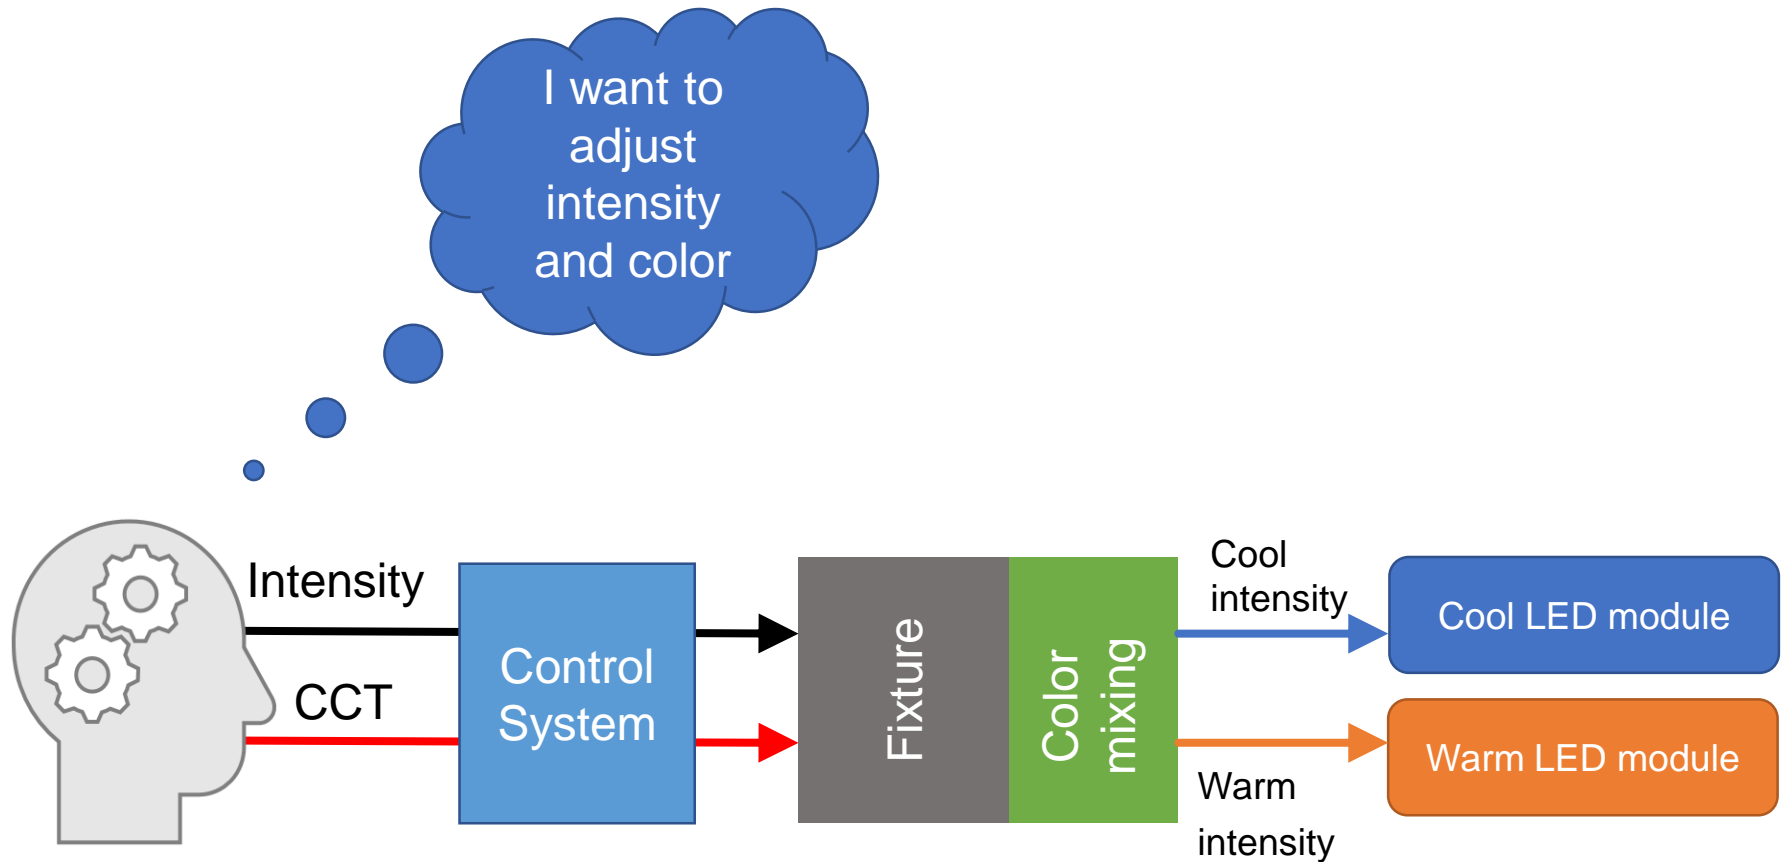 I want to
adjust
intensity
and color
Intensity
CCT
Control
System
Fixture
Color
mixing
Cool
intensity
Warm
intensity
Cool LED module
Warm LED module